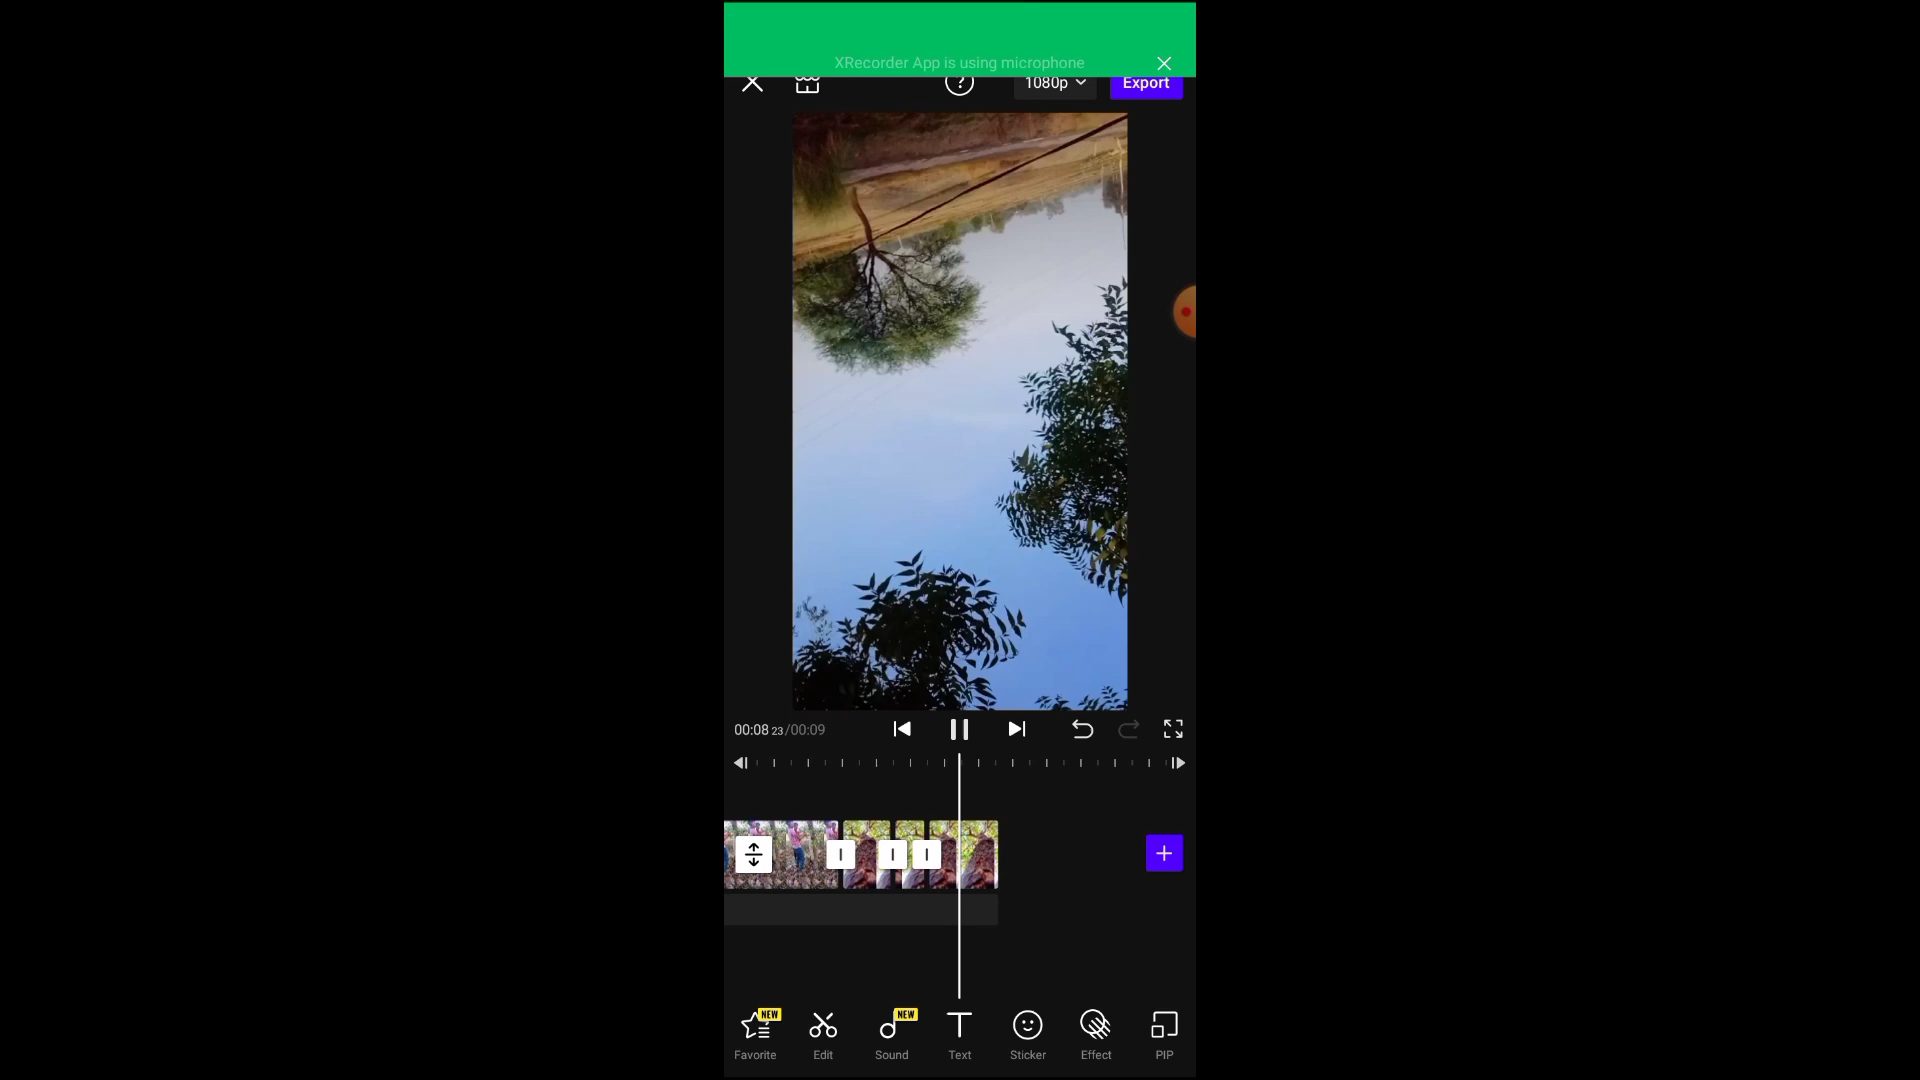 XRecorder App is using microphone
1080p
Export
00:08 23/00:09
NEW
NEW
Favorite
Edit
Sound
Text
Sticker
Effect
PIP